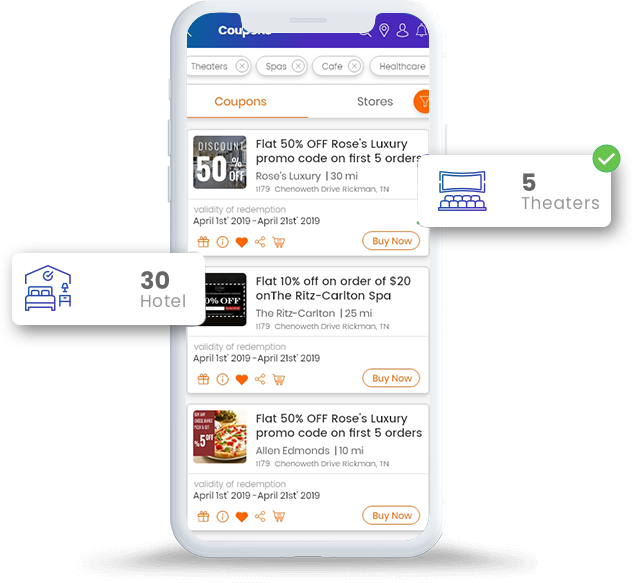 Coupons
Theaters
Spas
Cafe
Healthcare
Coupons
Stores
DISCOUNT
50 % OFF
Flat 50% OFF Rose's Luxury
promo code on first 5 orders
Rose's Luxury | 30 mi
1179 Chenoweth Drive Rickman, TN
validity of redemption
April 1st' 2019 -April 21st' 2019
Buy Now
5
Theaters
30
Hotel
0% OFF
Flat 10% off on order of $20
onThe Ritz-Carlton Spa
The Ritz-Carlton | 25 mi
1179 Chenoweth Drive Rickman, TN
validity of redemption
April 1st' 2019 -April 21st' 2019
Buy Now
%5 OFF
Flat 50% OFF Rose's Luxury
promo code on first 5 orders
Allen Edmonds | 10 mi
1179 Chenoweth Drive Rickman, TN
validity of redemption
April 1st' 2019 -April 21st' 2019
Buy Now